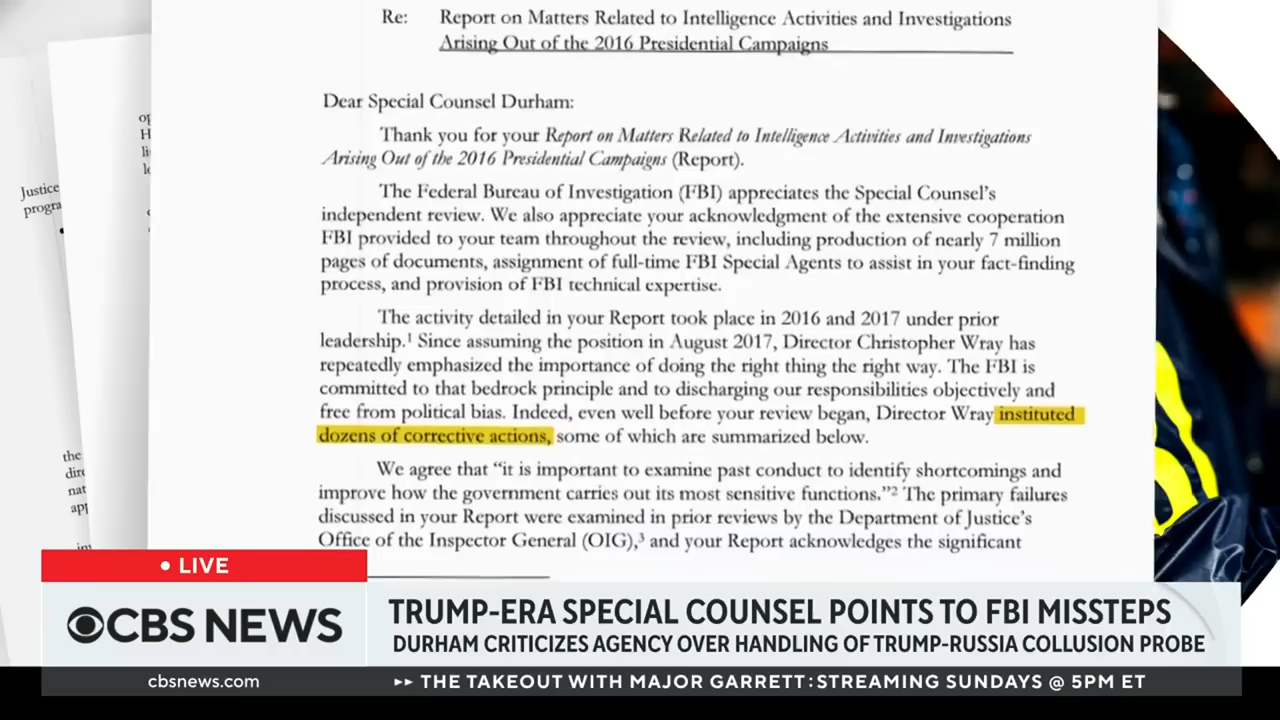 Re: Report on Matters Related to Intelligence Activities and Investigations
Arising Out of the 2016 Presidential Campaigns
Dear Special Counsel Durham:
Thank you for your Report on Matters Related to Intelligence Activities and Investigations
Arising Out of the 2016 Presidential Campaigns (Report).
The Federal Bureau of Investigation (FBI) appreciates the Special Counsel's
independent review. We also appreciate your acknowledgment of the extensive cooperation
FBI provided to your team throughout the review, including production of nearly 7 million
pages of documents, assignment of full-time FBI Special Agents to assist in your fact-finding
process, and provision of FBI technical expertise.
The activity detailed in your Report took place in 2016 and 2017 under prior
leadership.¹ Since assuming the position in August 2017, Director Christopher Wray has
repeatedly emphasized the importance of doing the right thing the right way. The FBI is
committed to that bedrock principle and to discharging our responsibilities objectively and
free from political bias. Indeed, even well before your review began, Director Wray instituted
dozens of corrective actions, some of which are summarized below.
We agree that “it is important to examine past conduct to identify shortcomings and
improve how the government carries out its most sensitive functions.”² The primary failures
discussed in your Report were examined in prior reviews by the Department of Justice's
Office of the Inspector General (OIG),³ and your Report acknowledges the significant
Justice
the
• LIVE
CBS NEWS
TRUMP-ERA SPECIAL COUNSEL POINTS TO FBI MISSTEPS
DURHAM CRITICIZES AGENCY OVER HANDLING OF TRUMP-RUSSIA COLLUSION PROBE
cbsnews.com
THE TAKEOUT WITH MAJOR GARRETT: STREAMING SUNDAYS @ 5PM ET